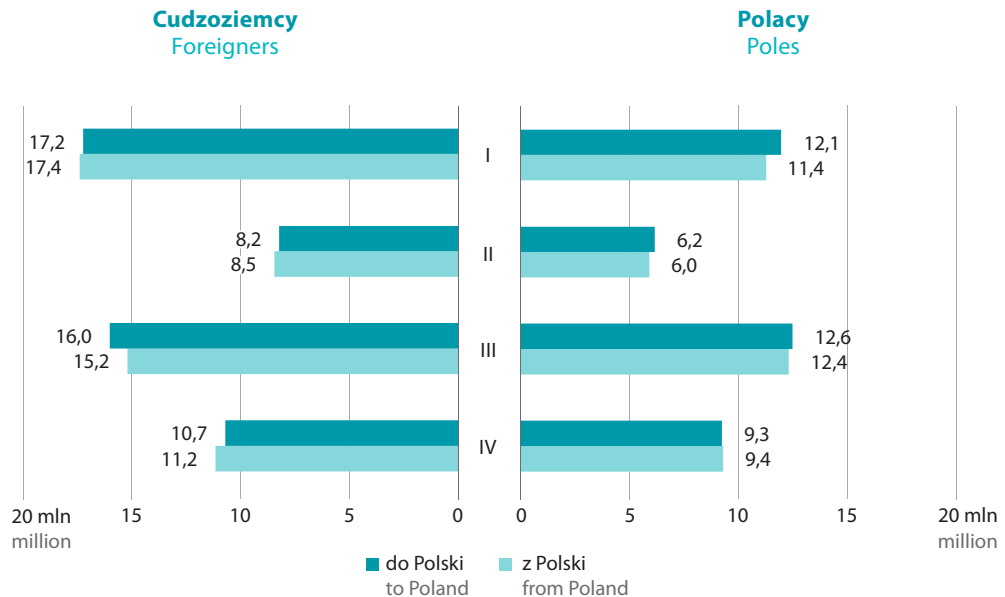 Cudzoziemcy
Foreigners
Polacy
Poles
17,2
17,4
I
12,1
11,4
8,2
8,5
II
6,2
6,0
16,0
15,2
III
12,6
12,4
10,7
11,2
IV
9,3
9,4
20 mln 15 10 5 0 0 5 10 15 20 mln
million million
do Polski z Polski
to Poland from Poland